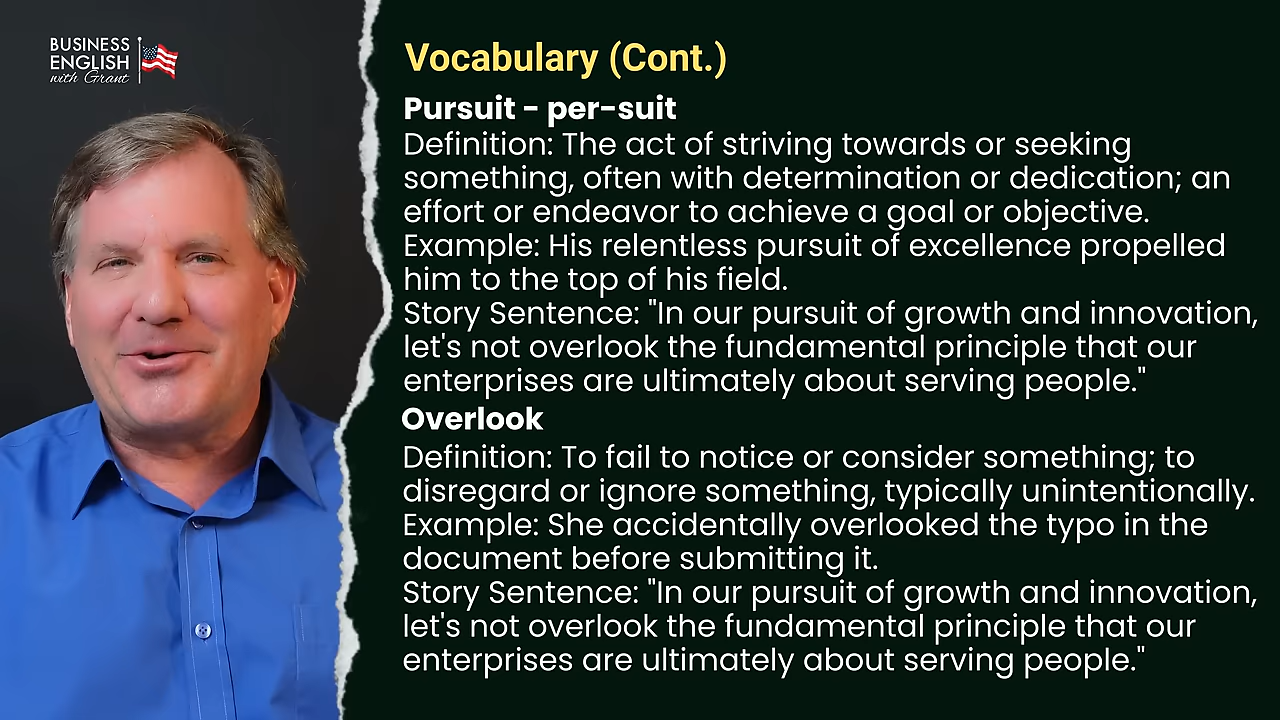 BUSINESS
ENGLISH
with Grant
Vocabulary (Cont.)
Pursuit - per-suit
Definition: The act of striving towards or seeking
something, often with determination or dedication; an
effort or endeavor to achieve a goal or objective.
Example: His relentless pursuit of excellence propelled
him to the top of his field.
Story Sentence: "In our pursuit of growth and innovation,
let's not overlook the fundamental principle that our
enterprises are ultimately about serving people."
Overlook
Definition: To fail to notice or consider something; to
disregard or ignore something, typically unintentionally.
Example: She accidentally overlooked the typo in the
document before submitting it.
Story Sentence: "In our pursuit of growth and innovation,
let's not overlook the fundamental principle that our
enterprises are ultimately about serving people."